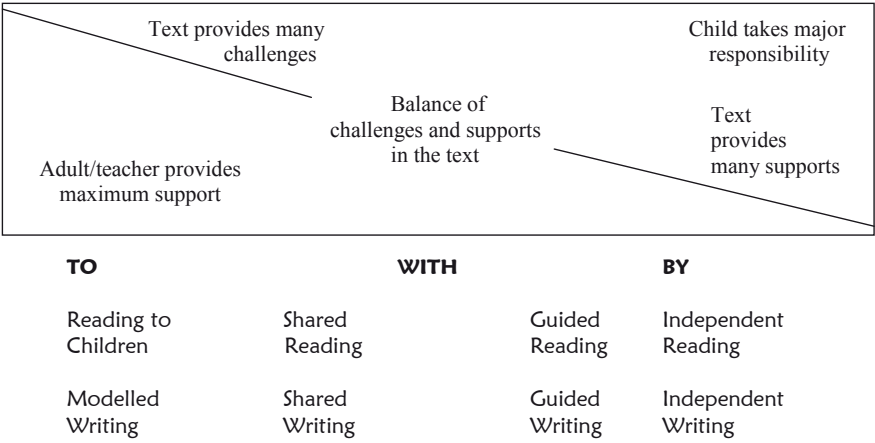 Text provides many
challenges
Child takes major
responsibility
Balance of
challenges and supports
in the text
Text
provides
many supports
Adult/teacher provides
maximum support
TO WITH BY
Reading to Shared Guided Independent
Children Reading Reading Reading
Modelled Shared Guided Independent
Writing Writing Writing Writing